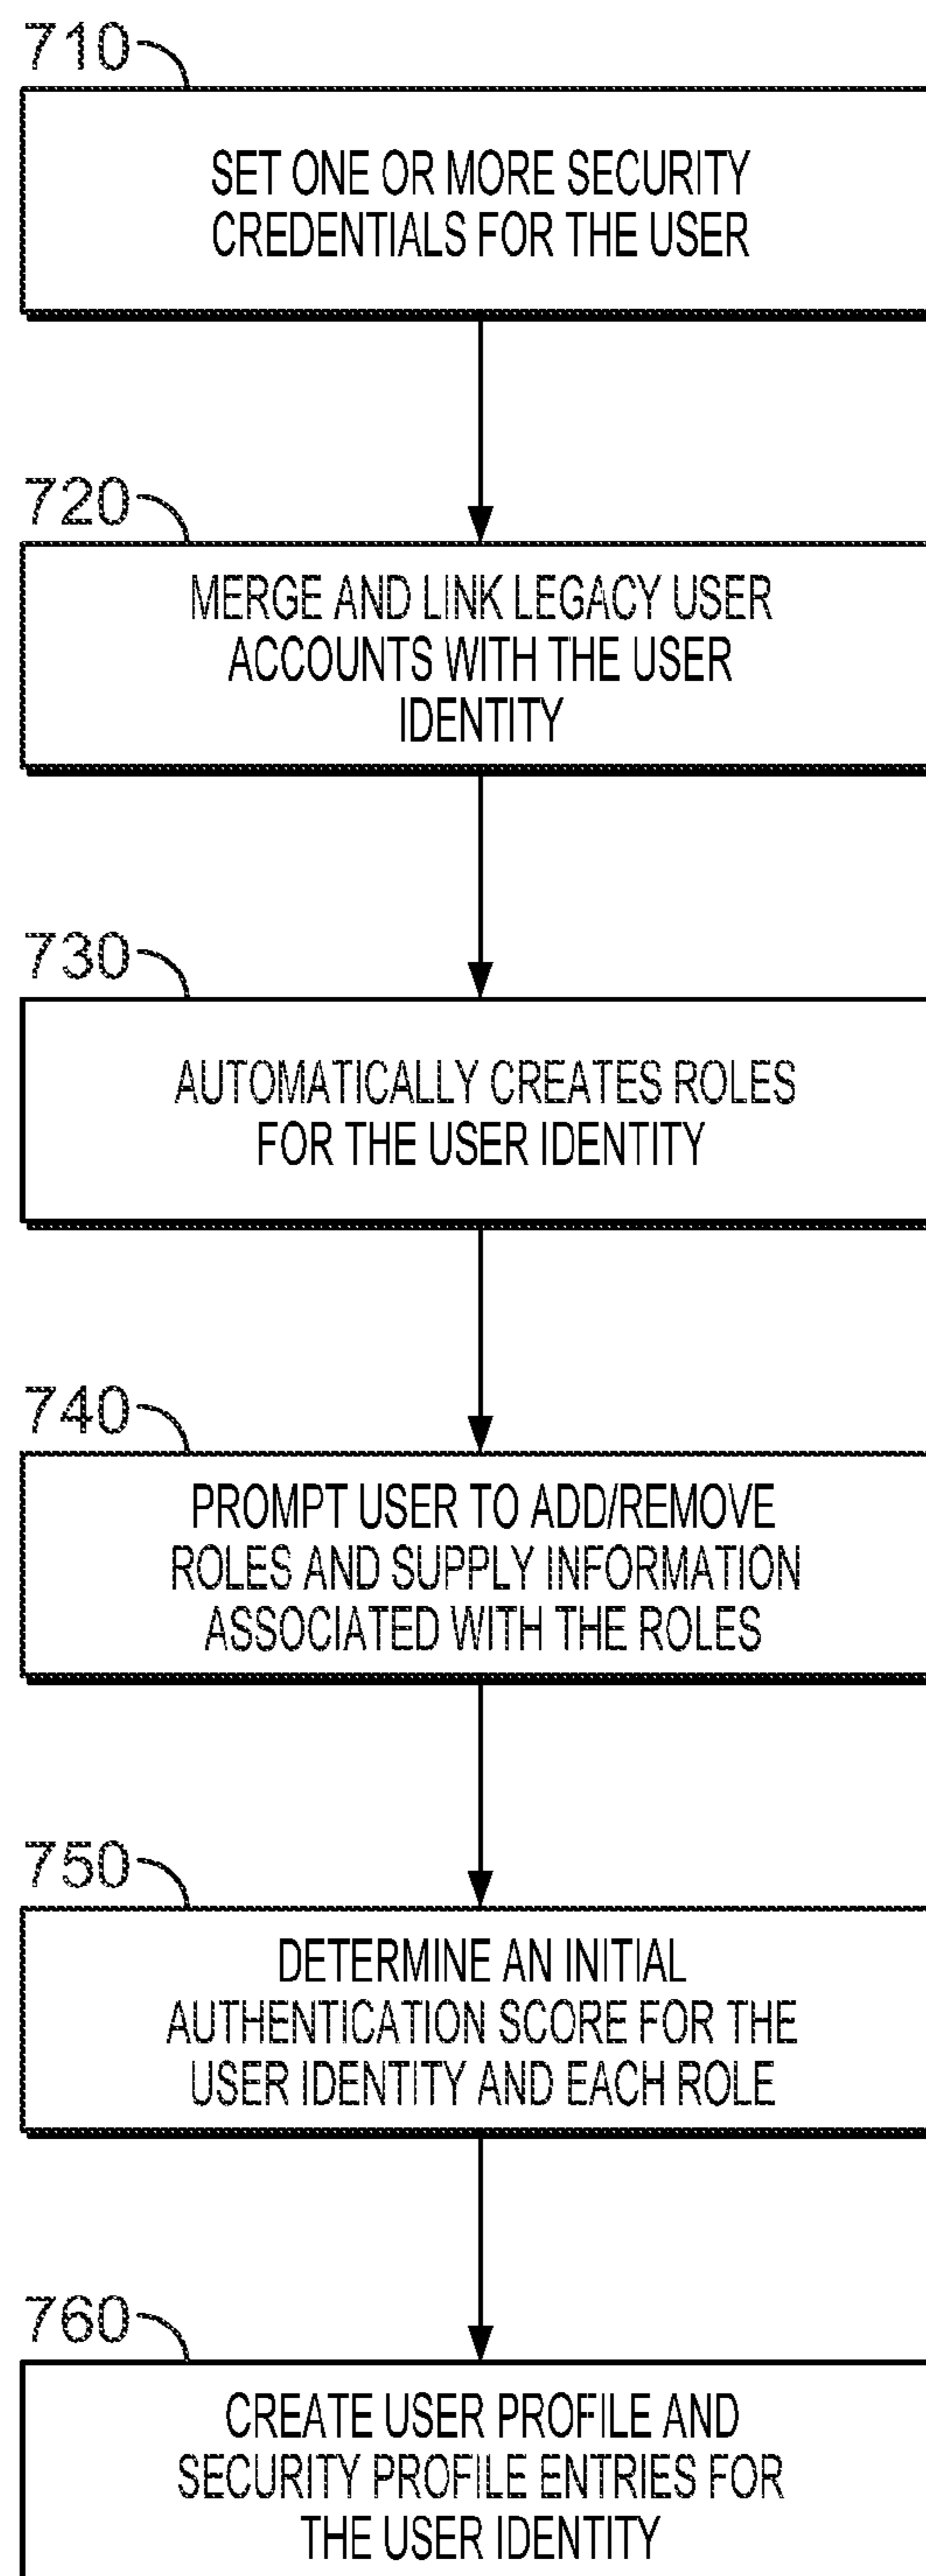 710
SET ONE OR MORE SECURITY
CREDENTIALS FOR THE USER
720
MERGE AND LINK LEGACY USER
ACCOUNTS WITH THE USER
IDENTITY
730
AUTOMATICALLY CREATES ROLES
FOR THE USER IDENTITY
740
PROMPT USER TO ADD/REMOVE
ROLES AND SUPPLY INFORMATION
ASSOCIATED WITH THE ROLES
750
DETERMINE AN INITIAL
AUTHENTICATION SCORE FOR THE
USER IDENTITY AND EACH ROLE
760
CREATE USER PROFILE AND
SECURITY PROFILE ENTRIES FOR
THE USER IDENTITY